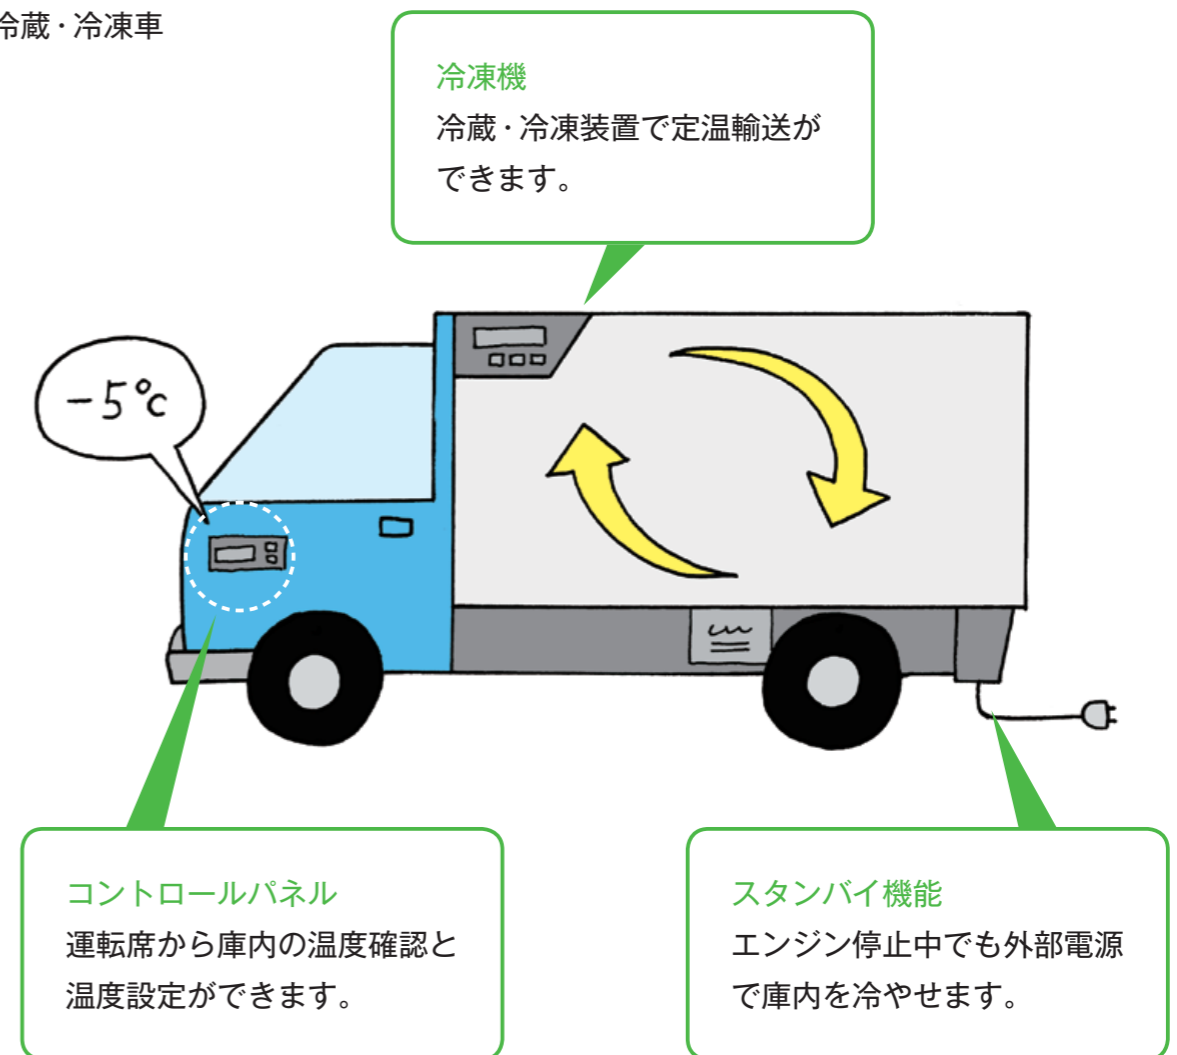 冷蔵・冷凍車
冷凍機
冷蔵・冷凍装置で定温輸送が
できます。
-5℃
コントロールパネル
運転席から庫内の温度確認と
温度設定ができます。
スタンバイ機能
エンジン停止中でも外部電源
で庫内を冷やせます。